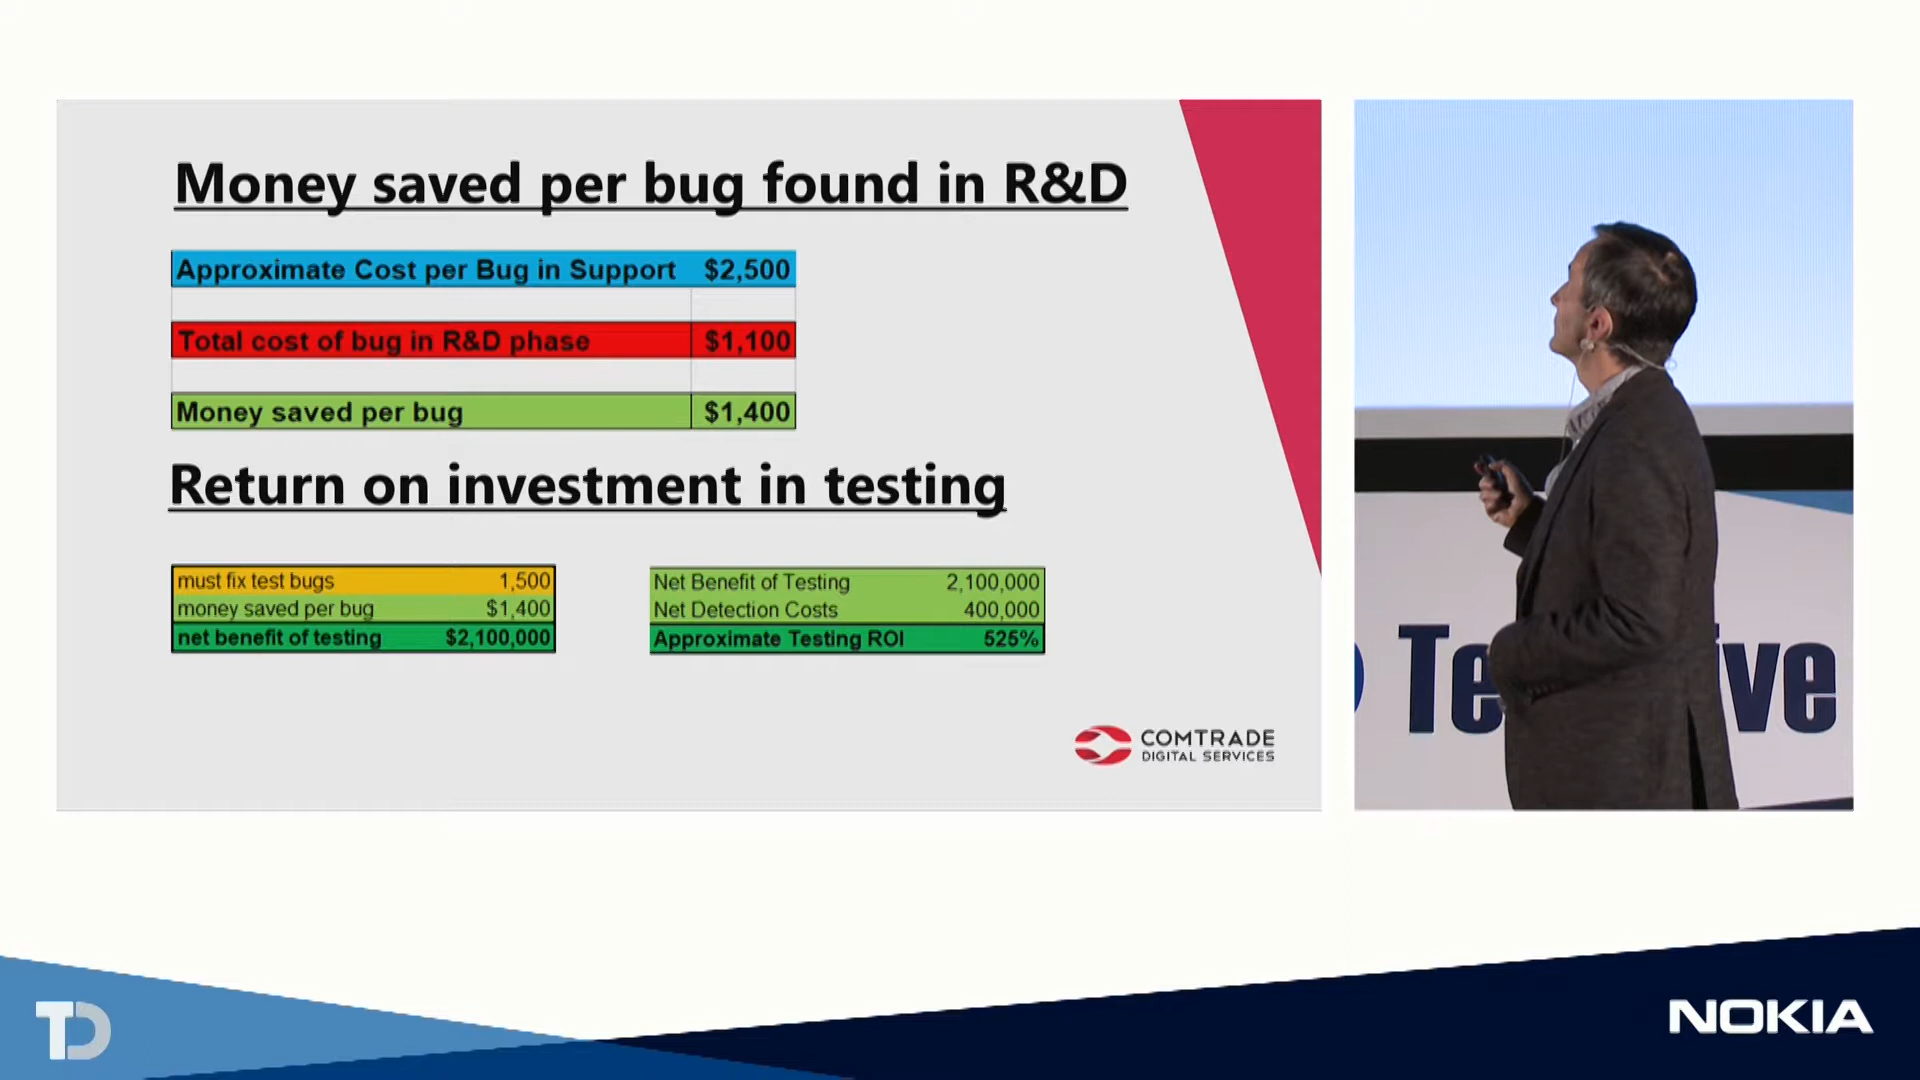 Money saved per bug found in R&D
Approximate Cost per Bug in Support $2,500
Total cost of bug in R&D phase $1,100
Money saved per bug $1,400
Return on investment in testing
must fix test bugs 1,500
money saved per bug $1,400
net benefit of testing $2,100,000
Net Benefit of Testing 2,100,000
Net Detection Costs 400,000
Approximate Testing ROI 525%
COMTRADE
DIGITAL SERVICES
TD
NOKIA